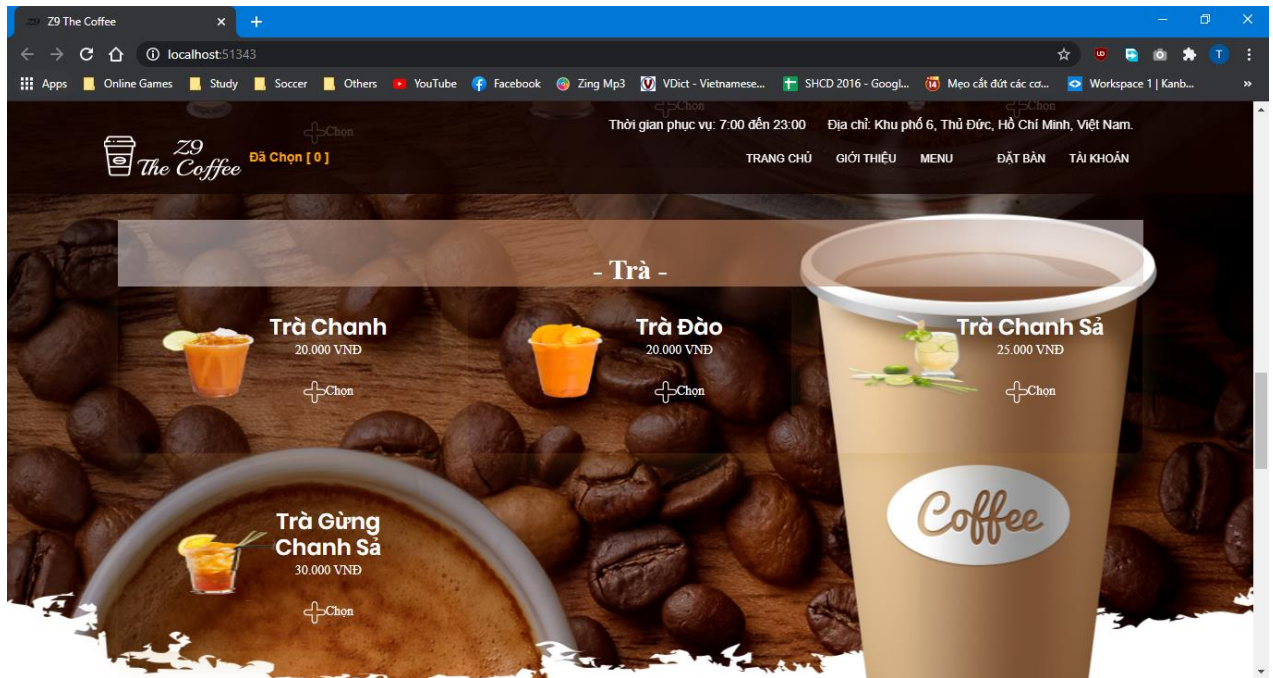 Z9 The Coffee
localhost:51343
Apps Online Games Study Soccer Others YouTube Facebook Zing Mp3 VDict - Vietnamese... SHCD 2016 - Googl... Mẹo cắt đứt các cơ... Workspace 1 | Kanb... »
Chọn Chọn Chọn
Thời gian phục vụ: 7:00 đến 23:00 Địa chỉ: Khu phố 6, Thủ Đức, Hồ Chí Minh, Việt Nam.
Z9
The Coffee
Đã Chọn [ 0 ]
TRANG CHỦ GIỚI THIỆU MENU ĐẶT BÀN TÀI KHOẢN
- Trà -
Trà Chanh
20.000 VNĐ
Chọn
Trà Đào
20.000 VNĐ
Chọn
Trà Chanh Sả
25.000 VNĐ
Chọn
Coffee
Trà Gừng
Chanh Sả
30.000 VNĐ
Chọn